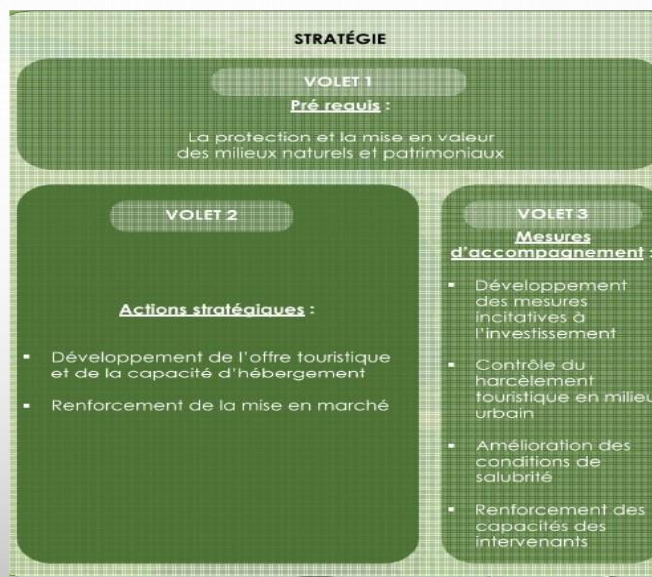 STRATÉGIE
VOLET 1
Pré requis :
La protection et la mise en valeur
des milieux naturels et patrimoniaux
VOLET 2
Actions stratégiques :
▪ Développement de l'offre touristique
et de la capacité d'hébergement
▪ Renforcement de la mise en marché
VOLET 3
Mesures
d'accompagnement :
▪ Développement
des mesures
incitatives à
l'investissement
▪ Contrôle du
harcèlement
touristique en milieu
urbain
▪ Amélioration des
conditions de
salubrité
▪ Renforcement des
capacités des
intervenants